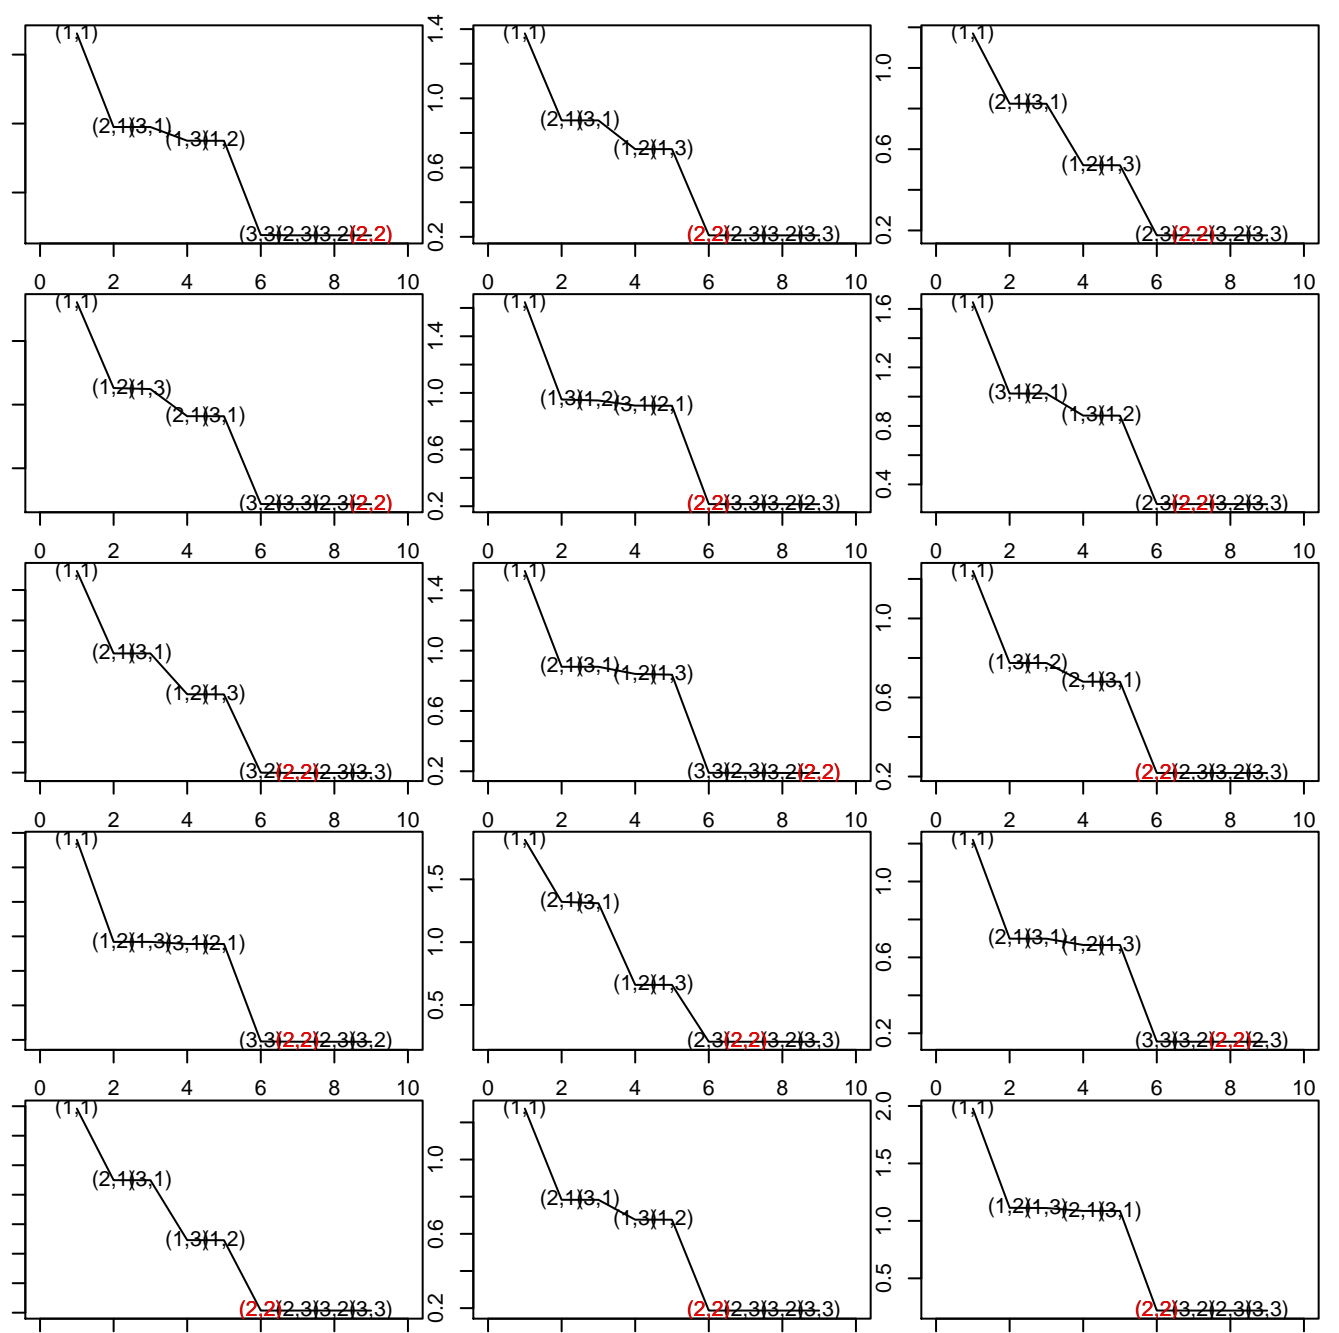 (1,1) (2,1) (3,1) (1,3) (1,2) (3,3) (2,3) (3,2) (2,2)
0.2 0.6 1.0 1.4 (1,1) (2,1) (3,1) (1,2) (1,3) (2,2) (2,3) (3,2) (3,3)
0.2 0.6 1.0 (1,1) (2,1) (3,1) (1,2) (1,3) (2,3) (2,2) (3,2) (3,3)
0 2 4 6 8 10 0 2 4 6 8 10 0 2 4 6 8 10
(1,1) (1,2) (1,3) (2,1) (3,1) (3,2) (3,3) (2,3) (2,2)
0.2 0.6 1.0 1.4 (1,1) (1,3) (1,2) (3,1) (2,1) (2,2) (3,3) (3,2) (2,3)
0.4 0.8 1.2 1.6 (1,1) (3,1) (2,1) (1,3) (1,2) (2,3) (2,2) (3,2) (3,3)
0 2 4 6 8 10 0 2 4 6 8 10 0 2 4 6 8 10
(1,1) (2,1) (3,1) (1,2) (1,3) (3,2) (2,2) (2,3) (3,3)
0.2 0.6 1.0 1.4 (1,1) (2,1) (3,1) (1,2) (1,3) (3,3) (2,3) (3,2) (2,2)
0.2 0.6 1.0 (1,1) (1,3) (1,2) (2,1) (3,1) (2,2) (2,3) (3,2) (3,3)
0 2 4 6 8 10 0 2 4 6 8 10 0 2 4 6 8 10
(1,1) (1,2) (1,3) (3,1) (2,1) (3,3) (2,2) (2,3) (3,2)
0.5 1.0 1.5 (1,1) (2,1) (3,1) (1,2) (1,3) (2,3) (2,2) (3,2) (3,3)
0.2 0.6 1.0 (1,1) (2,1) (3,1) (1,2) (1,3) (3,3) (3,2) (2,2) (2,3)
0 2 4 6 8 10 0 2 4 6 8 10 0 2 4 6 8 10
(1,1) (2,1) (3,1) (1,3) (1,2) (2,2) (2,3) (3,2) (3,3)
0.2 0.6 1.0 (1,1) (2,1) (3,1) (1,3) (1,2) (2,2) (2,3) (3,2) (3,3)
0.5 1.0 1.5 2.0 (1,1) (1,2) (1,3) (2,1) (3,1) (2,2) (3,2) (2,3) (3,3)